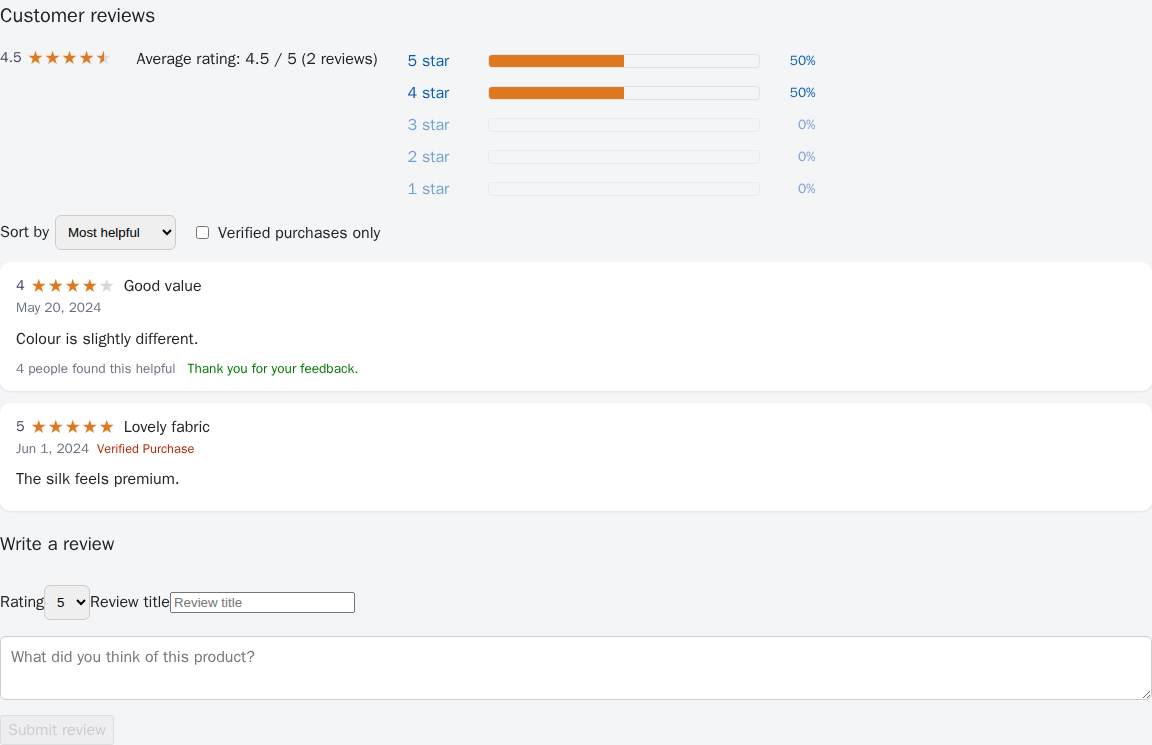 Customer reviews
4.5 ★★★★★ Average rating: 4.5 / 5 (2 reviews)
5 star 50%
4 star 50%
3 star 0%
2 star 0%
1 star 0%
Sort by Most helpful Verified purchases only
4 ★★★★★ Good value
May 20, 2024
Colour is slightly different.
4 people found this helpful Thank you for your feedback.
5 ★★★★★ Lovely fabric
Jun 1, 2024 Verified Purchase
The silk feels premium.
Write a review
Rating 5 Review title Review title
What did you think of this product?
Submit review